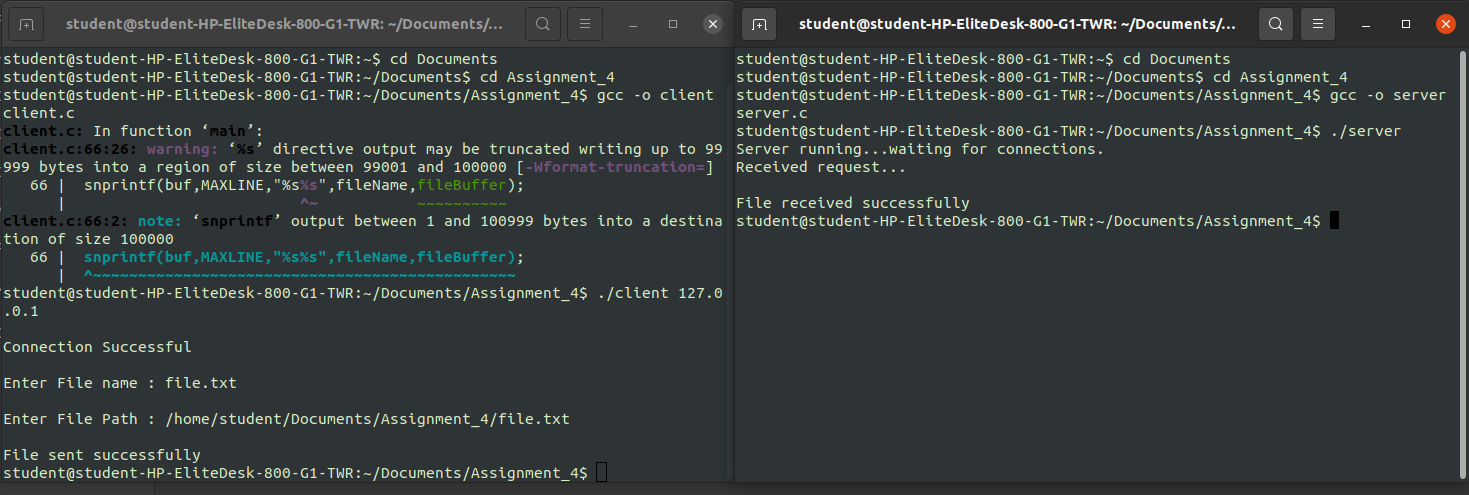 student@student-HP-EliteDesk-800-G1-TWR: ~/Documents/...
student@student-HP-EliteDesk-800-G1-TWR:~$ cd Documents
student@student-HP-EliteDesk-800-G1-TWR:~/Documents$ cd Assignment_4
student@student-HP-EliteDesk-800-G1-TWR:~/Documents/Assignment_4$ gcc -o client
client.c
client.c: In function ‘main’:
client.c:66:26: warning: ‘%s’ directive output may be truncated writing up to 99
999 bytes into a region of size between 99001 and 100000 [-Wformat-truncation=]
   66 |  snprintf(buf,MAXLINE,"%s%s",fileName,fileBuffer);
      |                          ^~           ~~~~~~~~~~
client.c:66:2: note: ‘snprintf’ output between 1 and 100999 bytes into a destina
tion of size 100000
   66 |  snprintf(buf,MAXLINE,"%s%s",fileName,fileBuffer);
      |  ^~~~~~~~~~~~~~~~~~~~~~~~~~~~~~~~~~~~~~~~~~~~~~~~
student@student-HP-EliteDesk-800-G1-TWR:~/Documents/Assignment_4$ ./client 127.0
.0.1
Connection Successful
Enter File name : file.txt
Enter File Path : /home/student/Documents/Assignment_4/file.txt
File sent successfully
student@student-HP-EliteDesk-800-G1-TWR:~/Documents/Assignment_4$
student@student-HP-EliteDesk-800-G1-TWR: ~/Documents/...
student@student-HP-EliteDesk-800-G1-TWR:~$ cd Documents
student@student-HP-EliteDesk-800-G1-TWR:~/Documents$ cd Assignment_4
student@student-HP-EliteDesk-800-G1-TWR:~/Documents/Assignment_4$ gcc -o server
server.c
student@student-HP-EliteDesk-800-G1-TWR:~/Documents/Assignment_4$ ./server
Server running...waiting for connections.
Received request...
File received successfully
student@student-HP-EliteDesk-800-G1-TWR:~/Documents/Assignment_4$